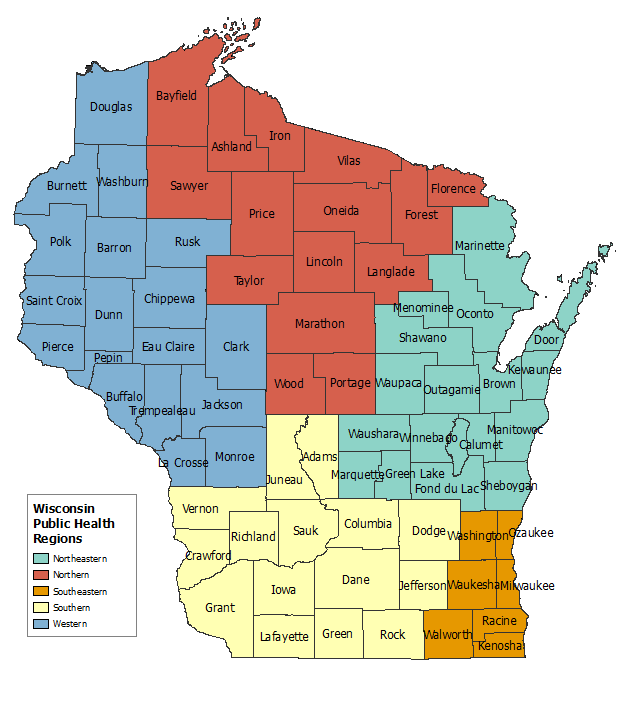 Bayfield
Douglas
Iron
Ashland
Vilas
Burnett
Washburn
Sawyer
Florence
Price
Oneida
Forest
Polk
Barron
Rusk
Marinette
Lincoln
Langlade
Taylor
Saint Croix
Dunn
Chippewa
Menominee
Oconto
Marathon
Shawano
Door
Pierce
Pepin
Eau Claire
Clark
Kewaunee
Wood
Portage
Waupaca
Outagamie
Brown
Buffalo
Trempealeau
Jackson
Waushara
Winnebago
Manitowoc
Calumet
La Crosse
Monroe
Juneau
Adams
Marquette
Green Lake
Fond du Lac
Sheboygan
Vernon
Richland
Sauk
Columbia
Dodge
Washington
Ozaukee
Crawford
Grant
Iowa
Dane
Jefferson
Waukesha
Milwaukee
Lafayette
Green
Rock
Walworth
Racine
Kenosha
Wisconsin
Public Health
Regions
Northeastern
Northern
Southeastern
Southern
Western